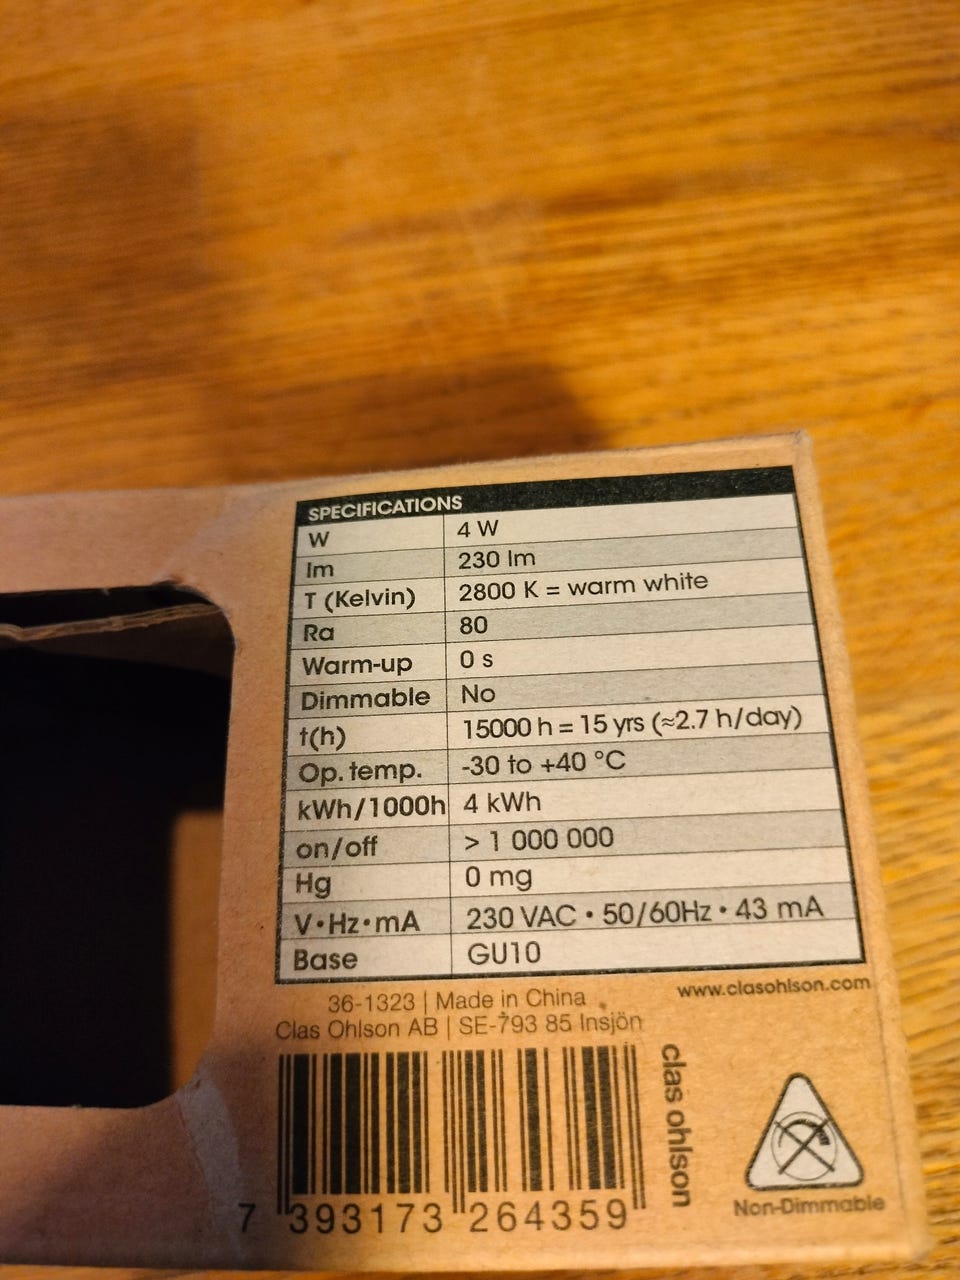 SPECIFICATIONS
W 4 W
lm 230 lm
T (Kelvin) 2800 K = warm white
Ra 80
Warm-up 0 s
Dimmable No
t(h) 15000 h = 15 yrs (≈2.7 h/day)
Op. temp. -30 to +40 °C
kWh/1000h 4 kWh
on/off > 1 000 000
Hg 0 mg
V•Hz•mA 230 VAC • 50/60Hz • 43 mA
Base GU10
36-1323 | Made in China
www.clasohlson.com
Clas Ohlson AB | SE-793 85 Insjön
clas ohlson
Non-Dimmable
7 393173 264359